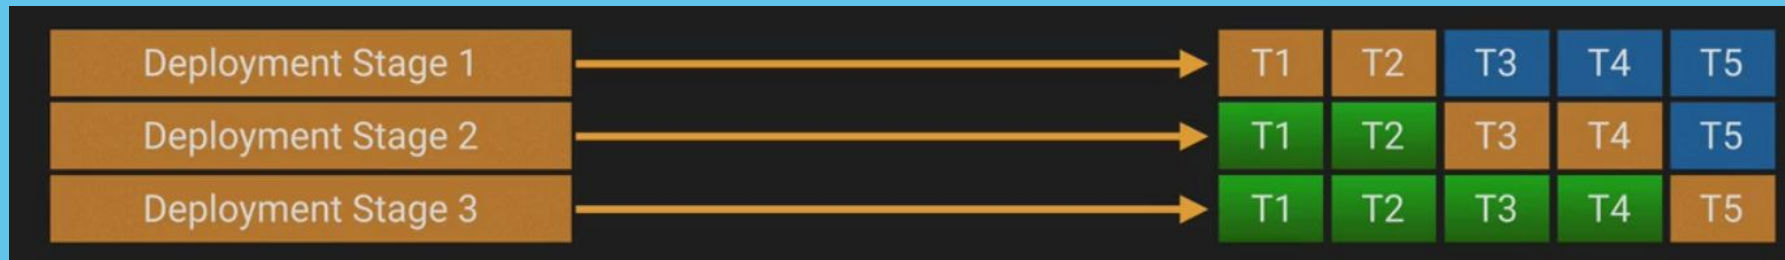 Deployment Stage 1 T1 T2 T3 T4 T5
Deployment Stage 2 T1 T2 T3 T4 T5
Deployment Stage 3 T1 T2 T3 T4 T5